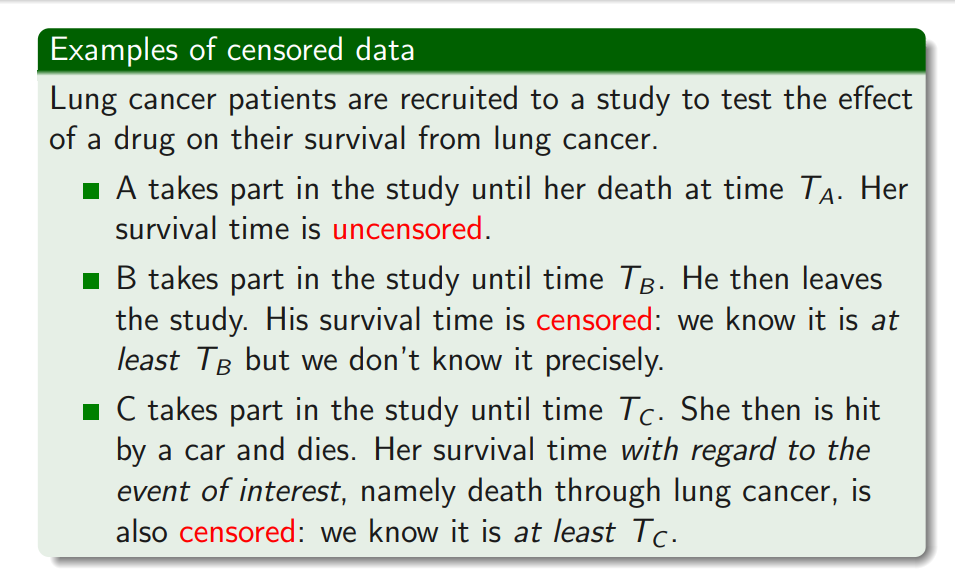 Examples of censored data
Lung cancer patients are recruited to a study to test the effect
of a drug on their survival from lung cancer.
A takes part in the study until her death at time T_A. Her
survival time is uncensored.
B takes part in the study until time T_B. He then leaves
the study. His survival time is censored: we know it is at
least T_B but we don't know it precisely.
C takes part in the study until time T_C. She then is hit
by a car and dies. Her survival time with regard to the
event of interest, namely death through lung cancer, is
also censored: we know it is at least T_C.